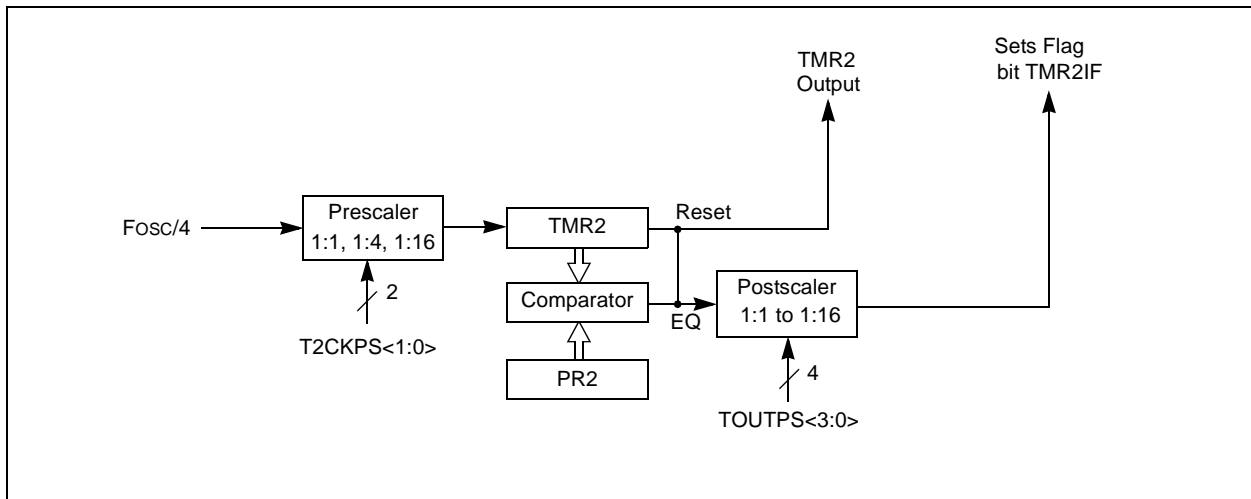 TMR2
Output
Sets Flag
bit TMR2IF
FOSC/4
Prescaler
1:1, 1:4, 1:16
2
T2CKPS<1:0>
TMR2
Reset
Comparator
EQ
PR2
Postscaler
1:1 to 1:16
4
TOUTPS<3:0>